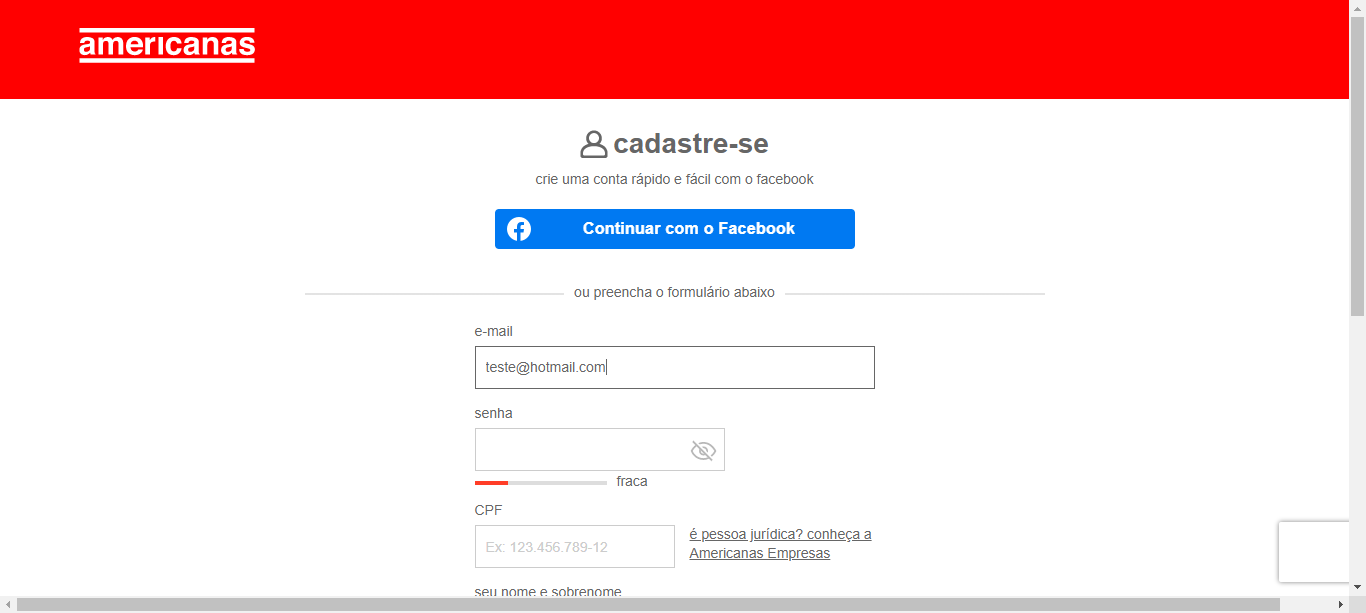 americanas
cadastre-se
crie uma conta rápido e fácil com o facebook
Continuar com o Facebook
ou preencha o formulário abaixo
e-mail
teste@hotmail.com
senha
fraca
CPF
Ex: 123.456.789-12
é pessoa jurídica? conheça a
Americanas Empresas
seu nome e sobrenome